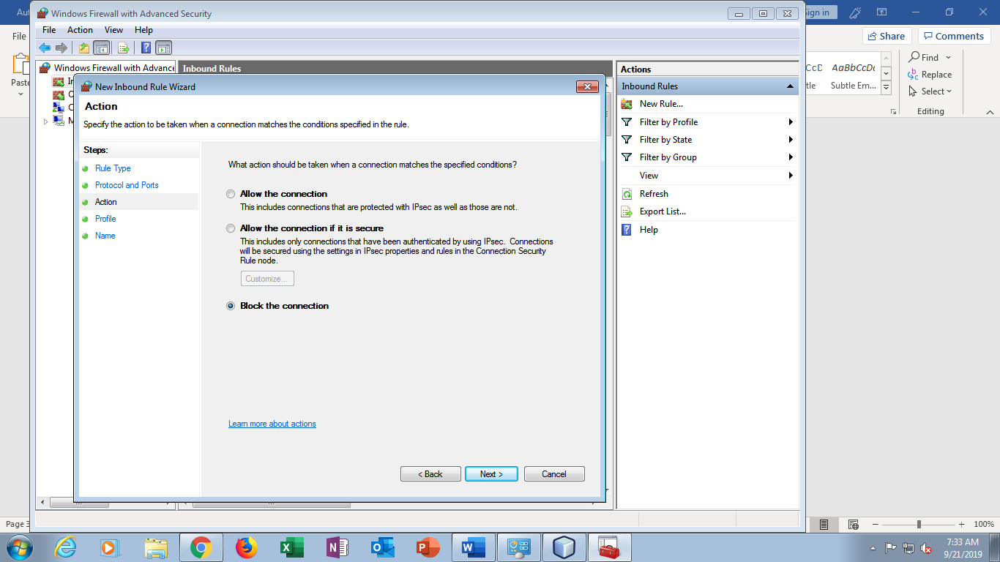 Windows Firewall with Advanced Security
File Action View Help
Windows Firewall with Advance
Inbound Rules
New Inbound Rule Wizard
Action
Specify the action to be taken when a connection matches the conditions specified in the rule.
Steps:
Rule Type
Protocol and Ports
Action
Profile
Name
What action should be taken when a connection matches the specified conditions?
Allow the connection
This includes connections that are protected with IPsec as well as those are not.
Allow the connection if it is secure
This includes only connections that have been authenticated by using IPsec. Connections
will be secured using the settings in IPsec properties and rules in the Connection Security
Rule node.
Customize...
Block the connection
Learn more about actions
< Back Next > Cancel
Actions
Inbound Rules
New Rule...
Filter by Profile
Filter by State
Filter by Group
View
Refresh
Export List...
Help
Aut
File
Paste
Sign in
Share Comments
CcD AaBbCcDc
tle Subtle Em...
Find
Replace
Select
Editing
Page 3
100%
7:33 AM
9/21/2019